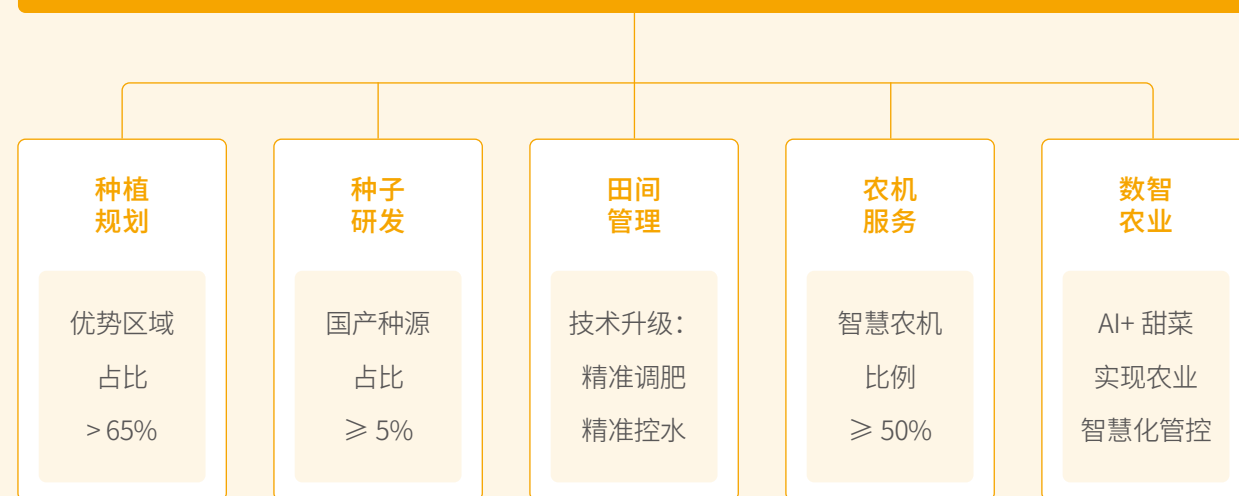 种植
规划
优势区域
占比
> 65%
种子
研发
国产种源
占比
≥ 5%
田间
管理
技术升级：
精准调肥
精准控水
农机
服务
智慧农机
比例
≥ 50%
数智
农业
AI+ 甜菜
实现农业
智慧化管控